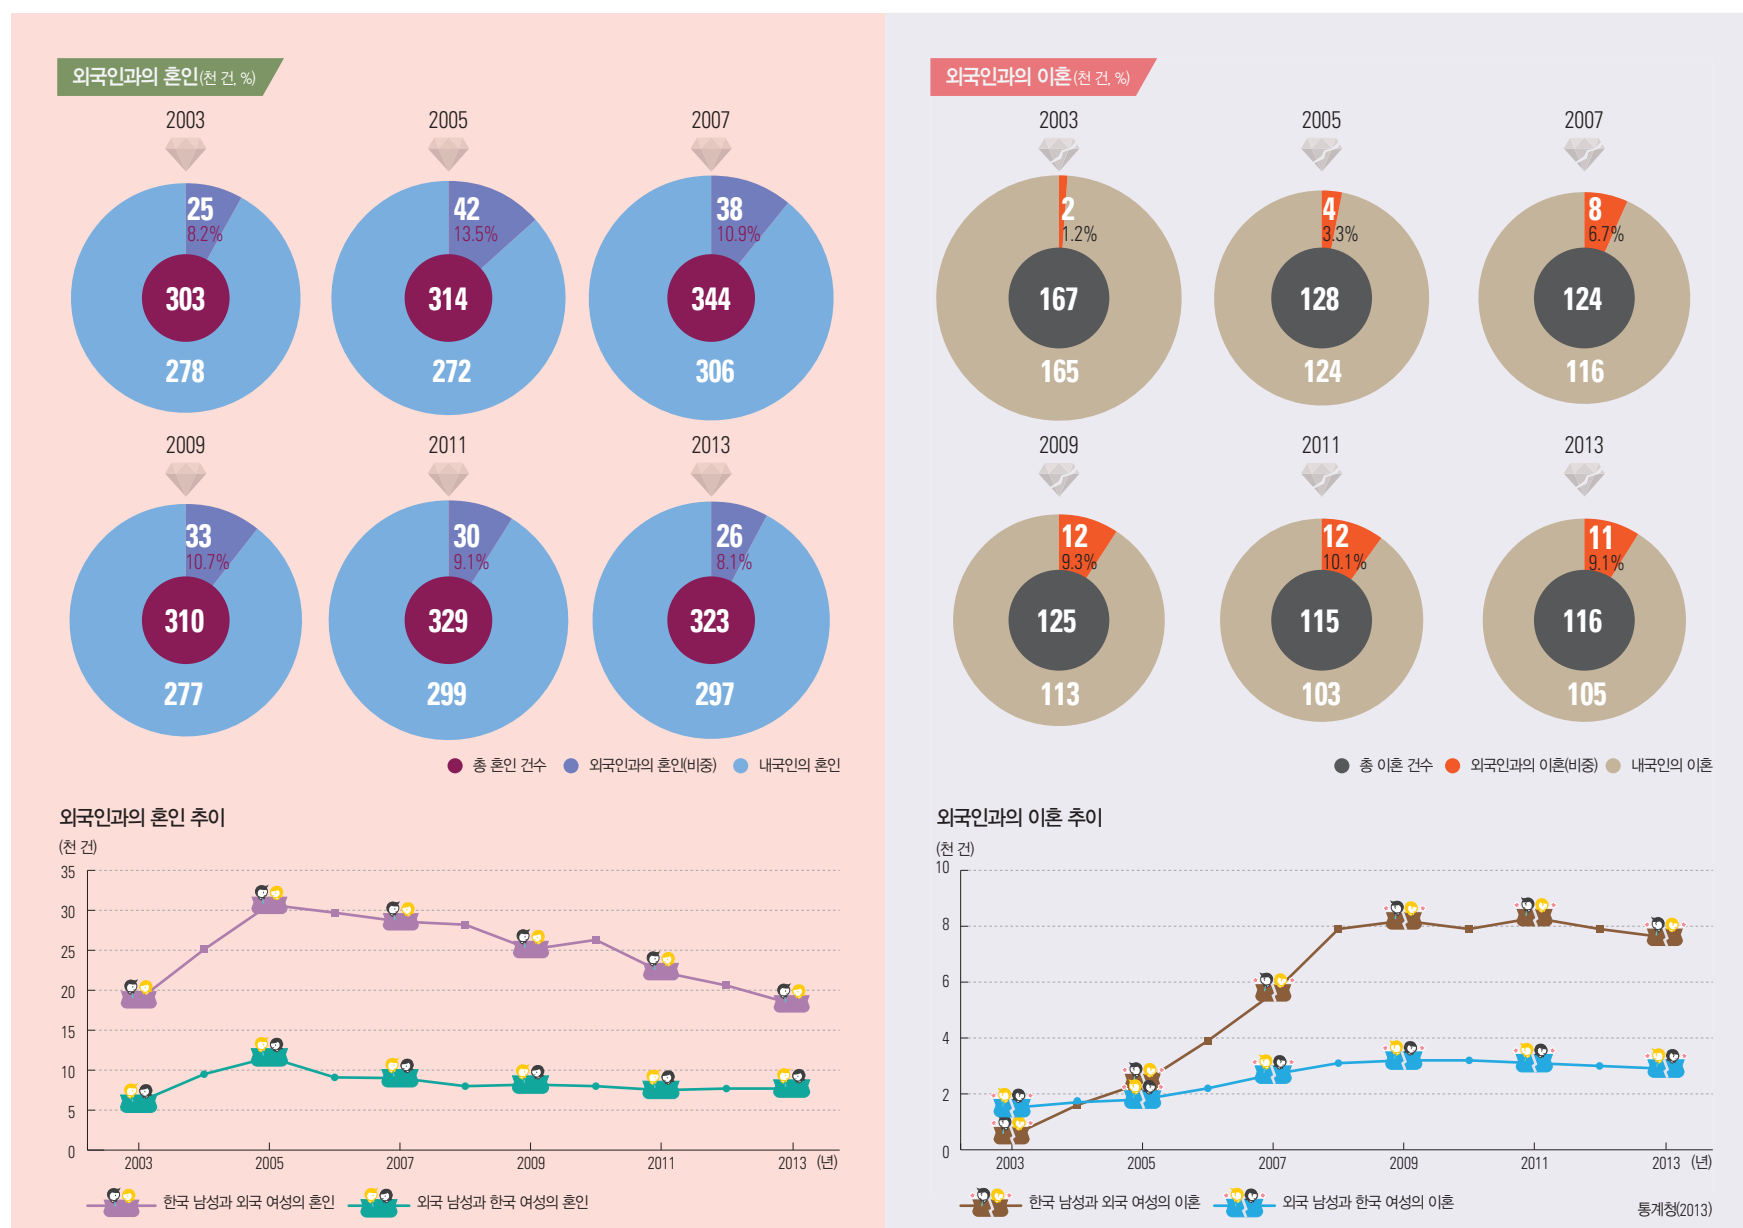 외국인과의 혼인(천 건, %)
2003 2005 2007
25 8.2% 303 278
42 13.5% 314 272
38 10.9% 344 306
2009 2011 2013
33 10.7% 310 277
30 9.1% 329 299
26 8.1% 323 297
총 혼인 건수 외국인과의 혼인(비중) 내국인의 혼인
외국인과의 혼인 추이
(천 건)
35
30
25
20
15
10
5
0
2003 2005 2007 2009 2011 2013 (년)
한국 남성과 외국 여성의 혼인 외국 남성과 한국 여성의 혼인
외국인과의 이혼(천 건, %)
2003 2005 2007
2 1.2% 167 165
4 3.3% 128 124
8 6.7% 124 116
2009 2011 2013
12 9.3% 125 113
12 10.1% 115 103
11 9.1% 116 105
총 이혼 건수 외국인과의 이혼(비중) 내국인의 이혼
외국인과의 이혼 추이
(천 건)
10
8
6
4
2
0
2003 2005 2007 2009 2011 2013 (년)
한국 남성과 외국 여성의 이혼 외국 남성과 한국 여성의 이혼
통계청(2013)